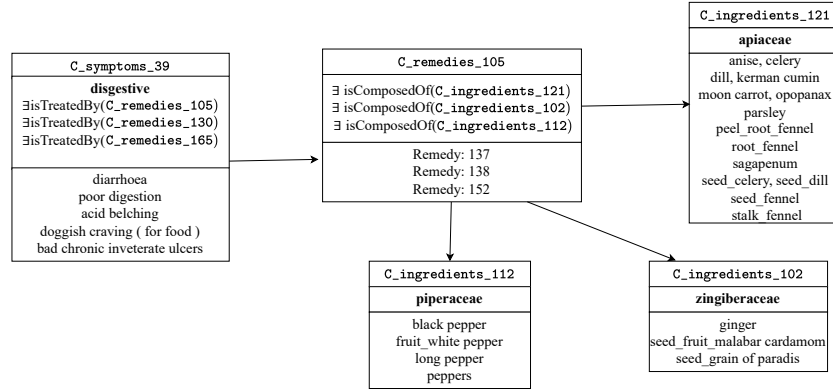 C_symptoms_39
digestive
∃isTreatedBy(C_remedies_105)
∃isTreatedBy(C_remedies_130)
∃isTreatedBy(C_remedies_165)
diarrhoea
poor digestion
acid belching
doggish craving ( for food )
bad chronic inveterate ulcers
C_remedies_105
∃ isComposedOf(C_ingredients_121)
∃ isComposedOf(C_ingredients_102)
∃ isComposedOf(C_ingredients_112)
Remedy: 137
Remedy: 138
Remedy: 152
C_ingredients_121
apiaceae
anise, celery
dill, kerman cumin
moon carrot, opopanax
parsley
peel_root_fennel
root_fennel
sagapenum
seed_celery, seed_dill
seed_fennel
stalk_fennel
C_ingredients_112
piperaceae
black pepper
fruit_white pepper
long pepper
peppers
C_ingredients_102
zingiberaceae
ginger
seed_fruit_malabar cardamom
seed_grain of paradis